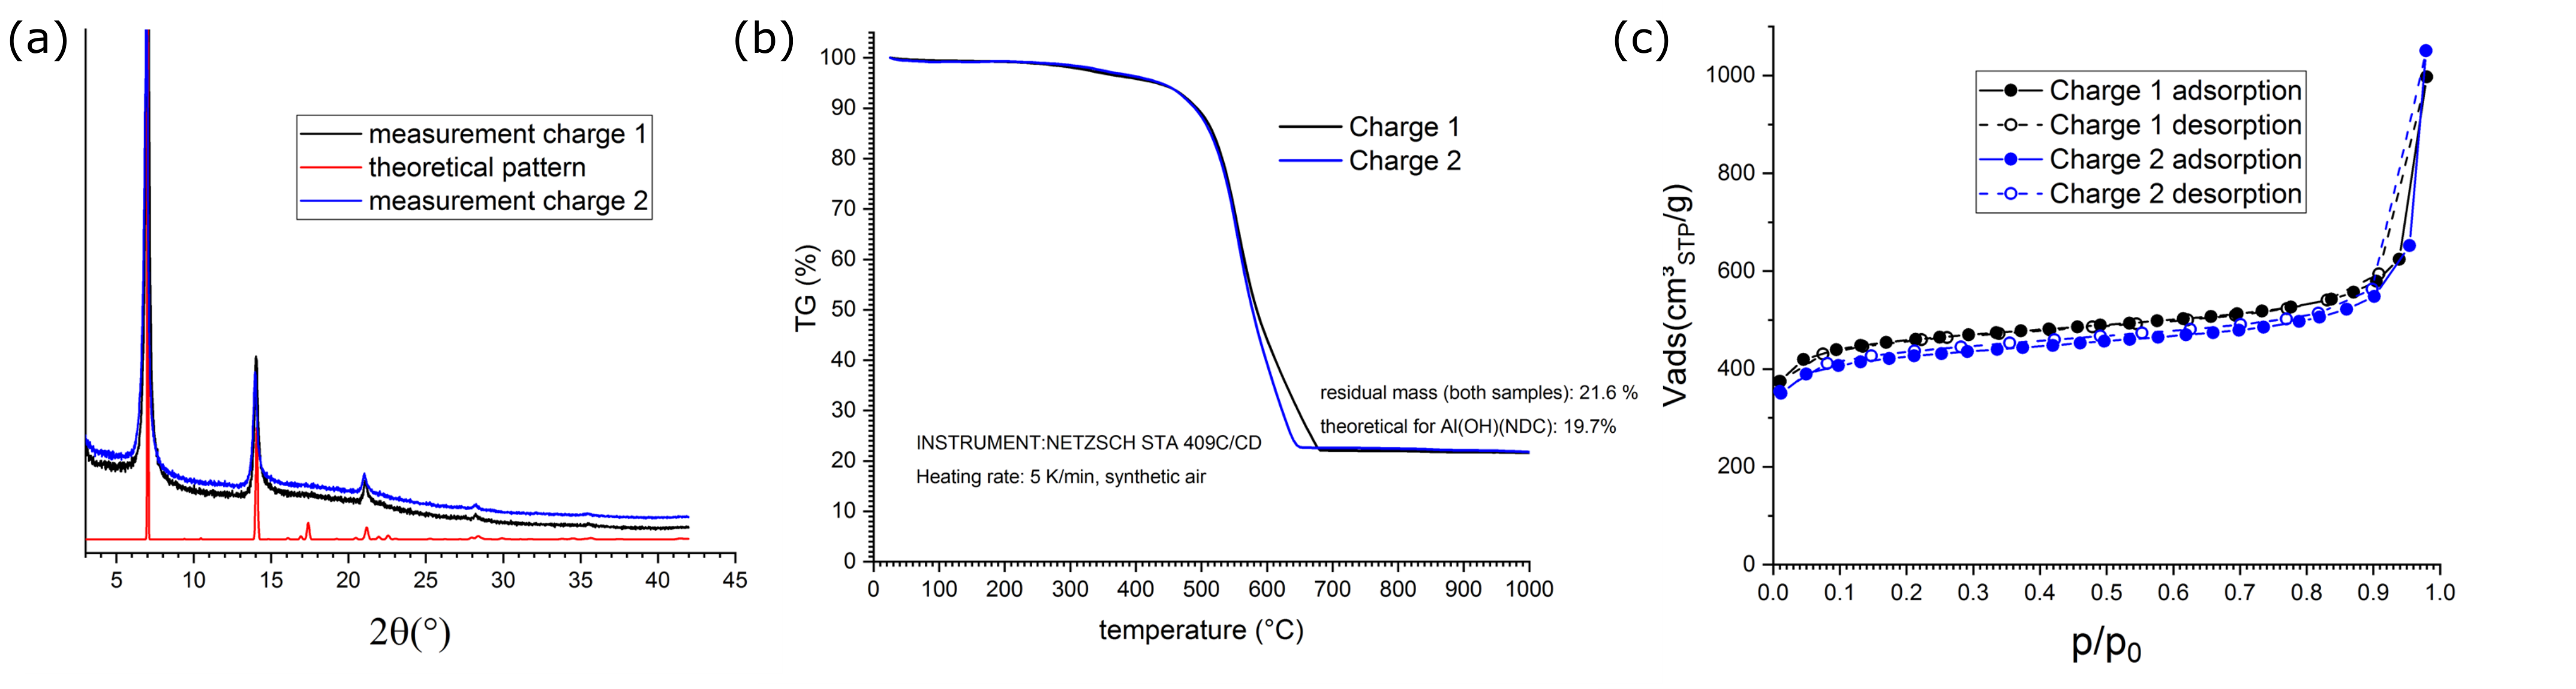 (a)
measurement charge 1
theoretical pattern
measurement charge 2
5 10 15 20 25 30 35 40 45
2θ(°)
(b)
TG (%)
100
90
80
70
60
50
40
30
20
10
0
Charge 1
Charge 2
residual mass (both samples): 21.6 %
theoretical for Al(OH)(NDC): 19.7%
INSTRUMENT:NETZSCH STA 409C/CD
Heating rate: 5 K/min, synthetic air
0 100 200 300 400 500 600 700 800 900 1000
temperature (°C)
(c)
Vads(cm³STP/g)
1000
800
600
400
200
0
Charge 1 adsorption
Charge 1 desorption
Charge 2 adsorption
Charge 2 desorption
0.0 0.1 0.2 0.3 0.4 0.5 0.6 0.7 0.8 0.9 1.0
p/p0